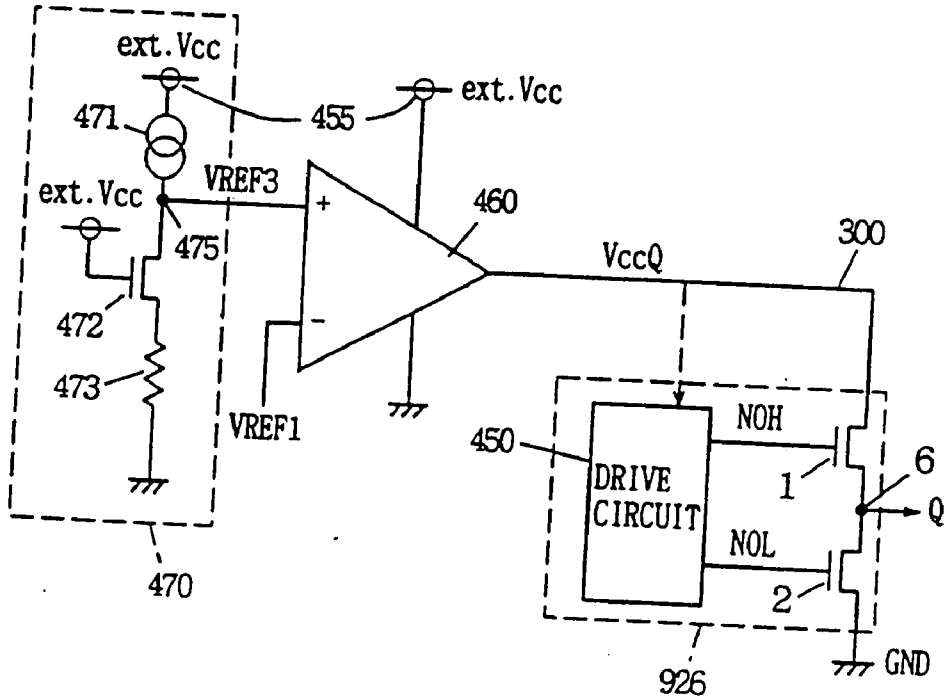 ext.Vcc
471
455
ext.Vcc
ext.Vcc
VREF3
475
+
460
VccQ
300
472
473
−
VREF1
450
DRIVE
CIRCUIT
NOH
1
6
Q
NOL
2
470
926
GND